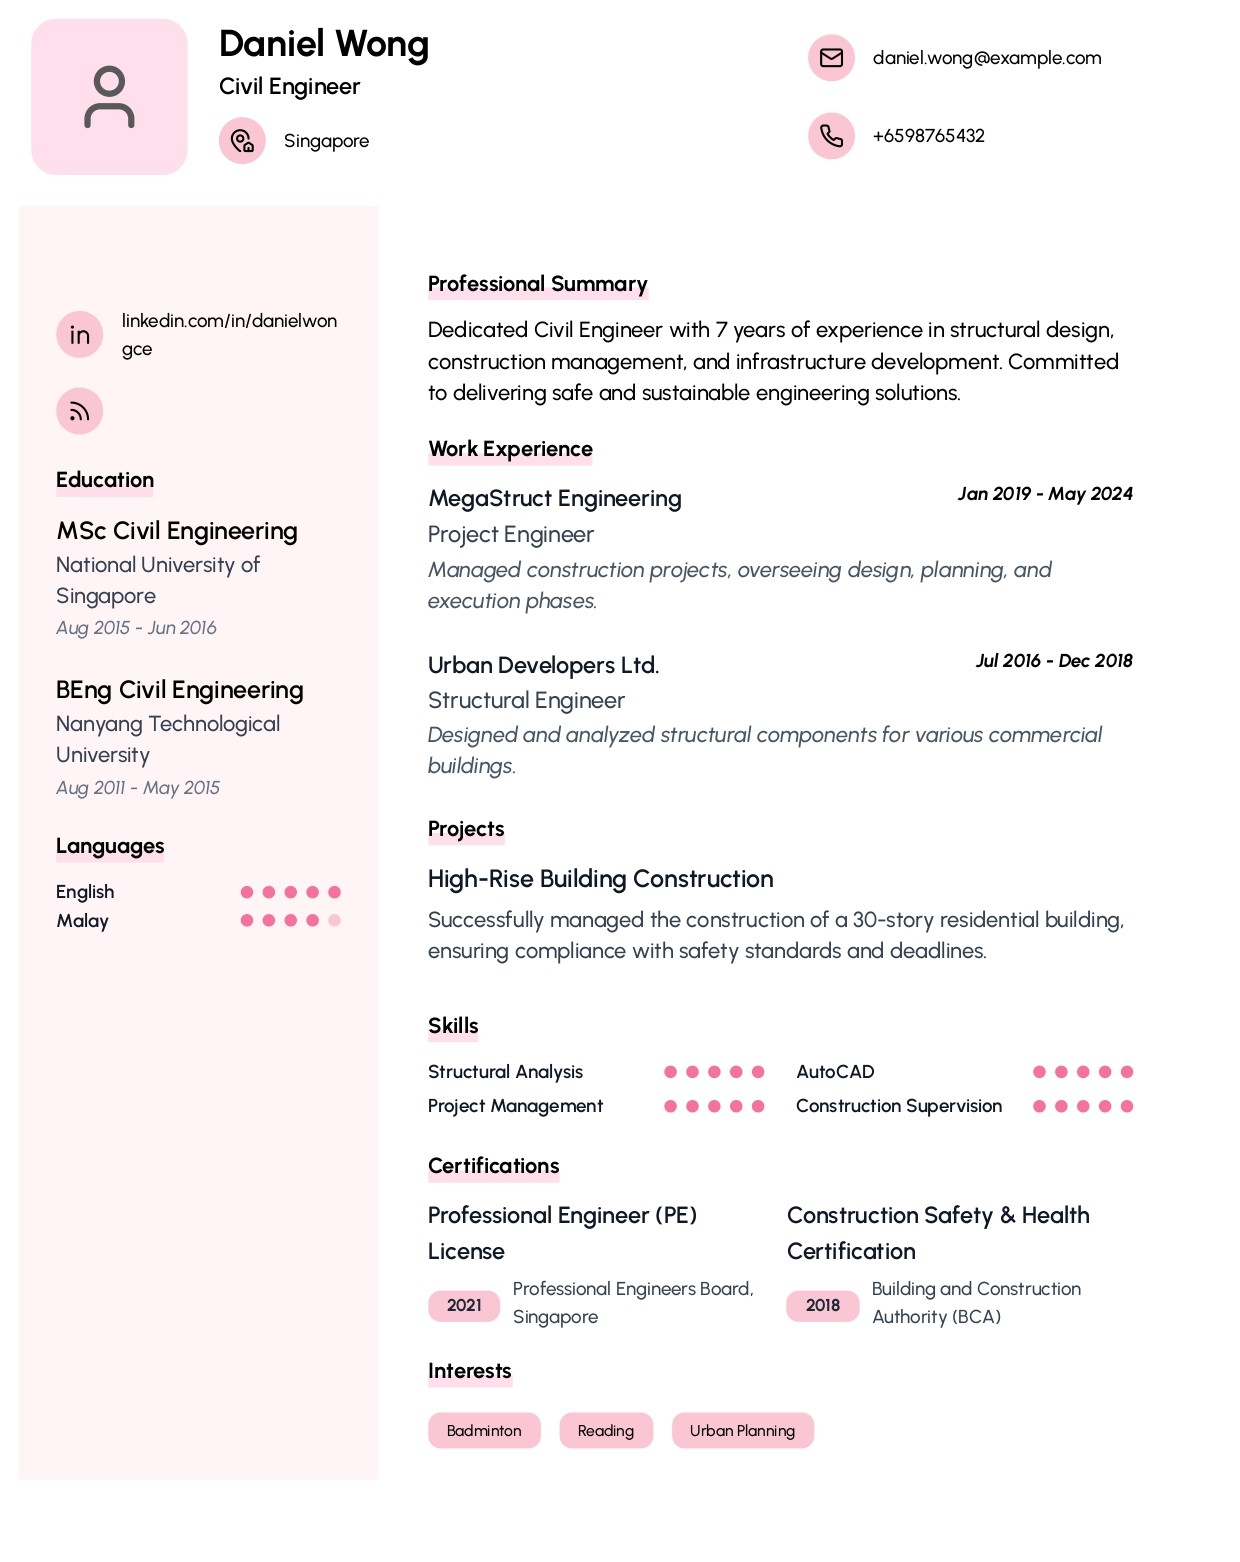 Daniel Wong
Civil Engineer
Singapore
daniel.wong@example.com
+6598765432
linkedin.com/in/danielwon
gce
Education
MSc Civil Engineering
National University of
Singapore
Aug 2015 - Jun 2016
BEng Civil Engineering
Nanyang Technological
University
Aug 2011 - May 2015
Languages
English
Malay
Professional Summary
Dedicated Civil Engineer with 7 years of experience in structural design,
construction management, and infrastructure development. Committed
to delivering safe and sustainable engineering solutions.
Work Experience
MegaStruct Engineering
Jan 2019 - May 2024
Project Engineer
Managed construction projects, overseeing design, planning, and
execution phases.
Urban Developers Ltd.
Jul 2016 - Dec 2018
Structural Engineer
Designed and analyzed structural components for various commercial
buildings.
Projects
High-Rise Building Construction
Successfully managed the construction of a 30-story residential building,
ensuring compliance with safety standards and deadlines.
Skills
Structural Analysis
AutoCAD
Project Management
Construction Supervision
Certifications
Professional Engineer (PE)
License
2021
Professional Engineers Board,
Singapore
Construction Safety & Health
Certification
2018
Building and Construction
Authority (BCA)
Interests
Badminton
Reading
Urban Planning